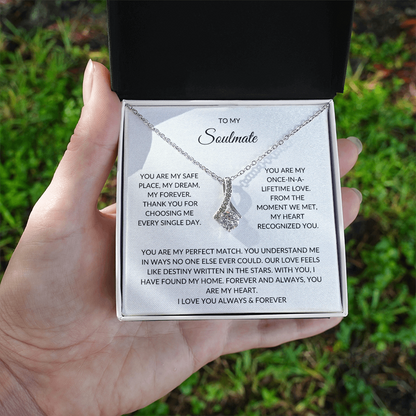 TO MY
Soulmate
YOU ARE MY SAFE
PLACE, MY DREAM,
MY FOREVER.
THANK YOU FOR
CHOOSING ME
EVERY SINGLE DAY.
YOU ARE MY
ONCE-IN-A-
LIFETIME LOVE.
FROM THE
MOMENT WE MET,
MY HEART
RECOGNIZED YOU.
YOU ARE MY PERFECT MATCH. YOU UNDERSTAND ME
IN WAYS NO ONE ELSE EVER COULD. OUR LOVE FEELS
LIKE DESTINY WRITTEN IN THE STARS. WITH YOU, I
HAVE FOUND MY HOME. FOREVER AND ALWAYS, YOU
ARE MY HEART.
I LOVE YOU ALWAYS & FOREVER